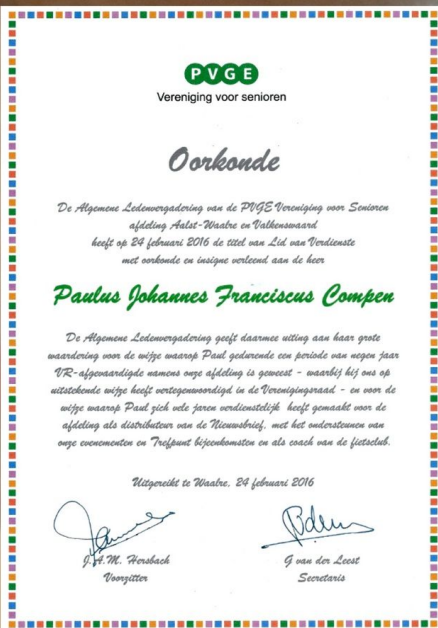 PVGE
Vereniging voor senioren
Oorkonde
De Algemene Ledenvergadering van de PVGE Vereniging voor Senioren
afdeling Aalst-Waalre en Valkenswaard
heeft op 24 februari 2016 de titel van Lid van Verdienste
met oorkonde en insigne verleend aan de heer
Paulus Johannes Franciscus Compen
De Algemene Ledenvergadering geeft daarmee uiting aan haar grote
waardering voor de wijze waarop Paul gedurende een periode van negen jaar
VR-afgevaardigde namens onze afdeling is geweest - waarbij hij ons op
uitstekende wijze heeft vertegenwoordigd in de Verenigingsraad - en voor de
wijze waarop Paul zich vele jaren verdienstelijk heeft gemaakt voor de
afdeling als distributeur van de Nieuwsbrief, met het ondersteunen van
onze evenementen en Trefpunt bijeenkomsten en als coach van de fietsclub.
Uitgereikt te Waalre, 24 februari 2016
J.A.M. Hersbach G van der Leest
Voorzitter Secretaris